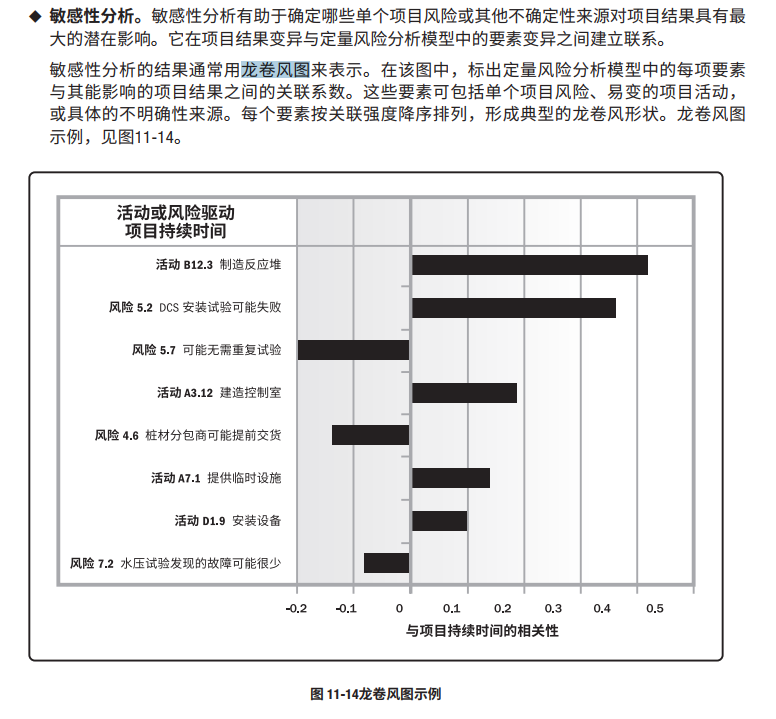 ◆ 敏感性分析。敏感性分析有助于确定哪些单个项目风险或其他不确定性来源对项目结果具有最
大的潜在影响。它在项目结果变异与定量风险分析模型中的要素变异之间建立联系。
敏感性分析的结果通常用龙卷风图来表示。在该图中，标出定量风险分析模型中的每项要素
与其能影响的项目结果之间的关联系数。这些要素可包括单个项目风险、易变的项目活动，
或具体的不明确性来源。每个要素按关联强度降序排列，形成典型的龙卷风形状。龙卷风图
示例，见图11-14。
活动或风险驱动
项目持续时间
活动 B12.3 制造反应堆
风险 5.2 DCS 安装试验可能失败
风险 5.7 可能无需重复试验
活动 A3.12 建造控制室
风险 4.6 桩材分包商可能提前交货
活动 A7.1 提供临时设施
活动 D1.9 安装设备
风险 7.2 水压试验发现的故障可能很少
-0.2 -0.1 0 0.1 0.2 0.3 0.4 0.5
与项目持续时间的相关性
图 11-14龙卷风图示例